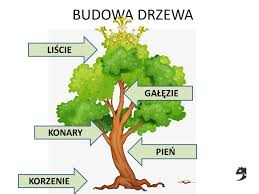 BUDOWA DRZEWA
LIŚCIE
GAŁĘZIE
KONARY
PIEŃ
KORZENIE